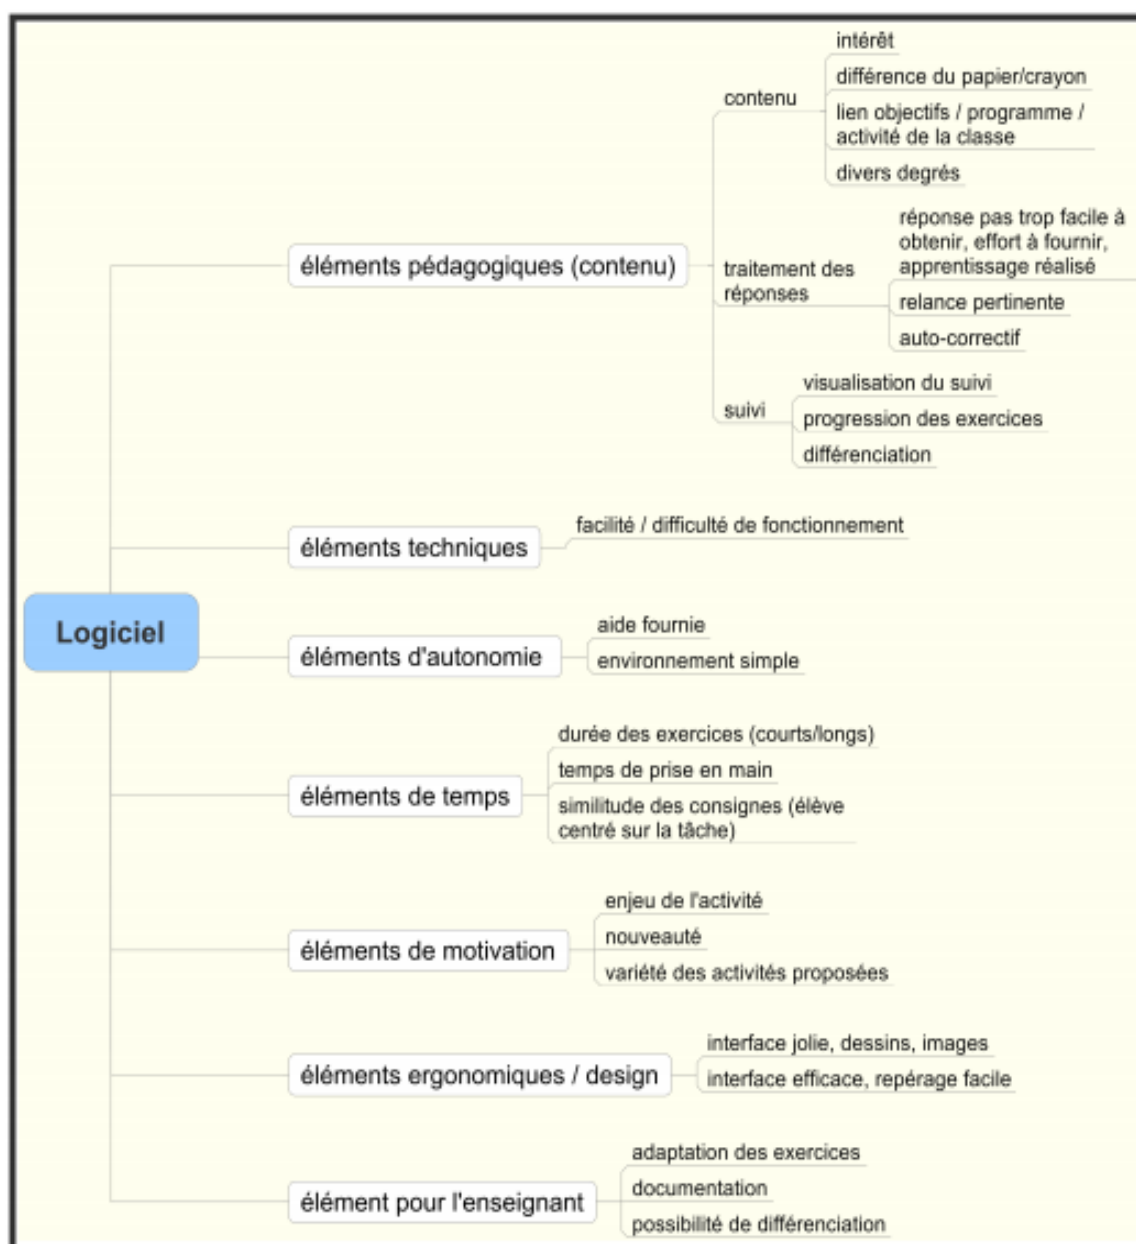 Logiciel
éléments pédagogiques (contenu)
contenu
intérêt
différence du papier/crayon
lien objectifs / programme /
activité de la classe
divers degrés
traitement des
réponses
réponse pas trop facile à
obtenir, effort à fournir,
apprentissage réalisé
relance pertinente
auto-correctif
suivi
visualisation du suivi
progression des exercices
différenciation
éléments techniques
facilité / difficulté de fonctionnement
éléments d'autonomie
aide fournie
environnement simple
éléments de temps
durée des exercices (courts/longs)
temps de prise en main
similitude des consignes (élève
centré sur la tâche)
éléments de motivation
enjeu de l'activité
nouveauté
variété des activités proposées
éléments ergonomiques / design
interface jolie, dessins, images
interface efficace, repérage facile
élément pour l'enseignant
adaptation des exercices
documentation
possibilité de différenciation